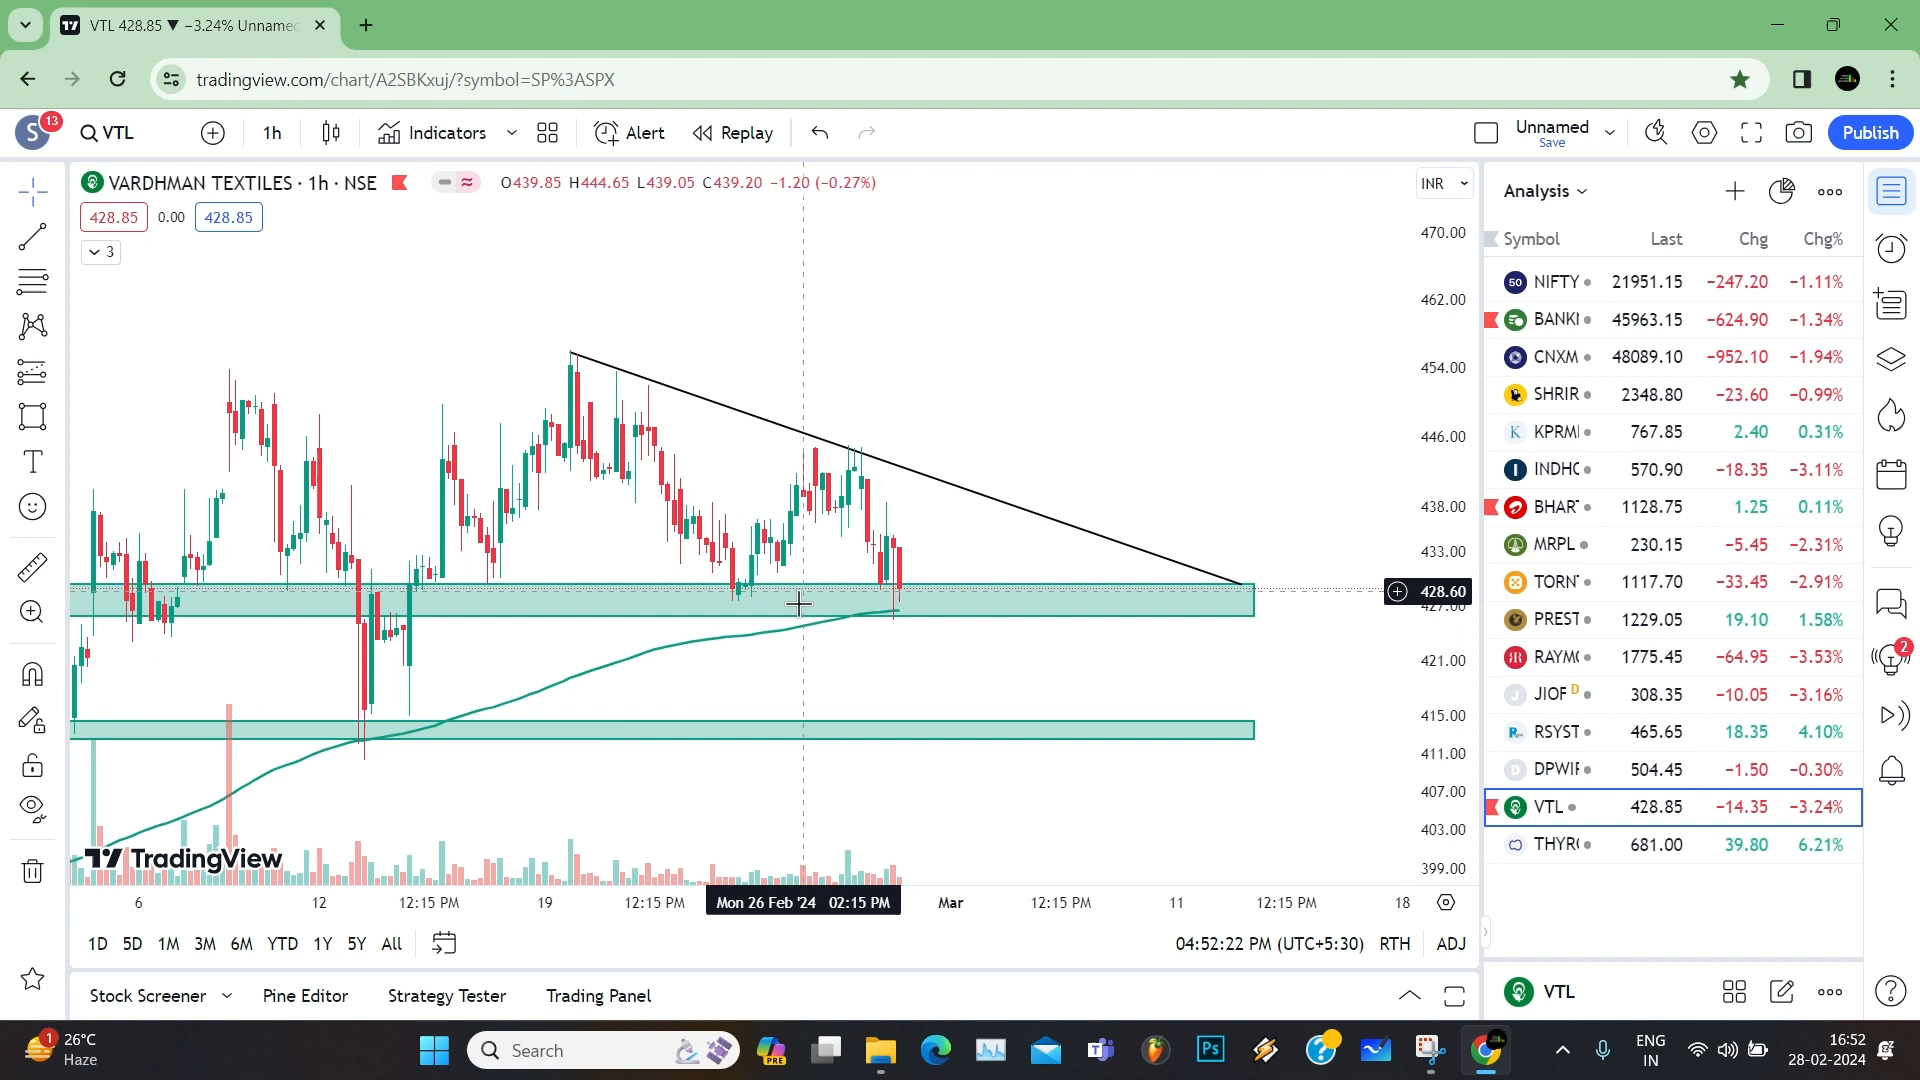 VTL 428.85 ▼ −3.24% Unnamed
tradingview.com/chart/A2SBKxuj/?symbol=SP%3ASPX
S 13 VTL 1h Indicators Alert Replay Unnamed Save Publish
VARDHMAN TEXTILES · 1h · NSE O439.85 H444.65 L439.05 C439.20 −1.20 (−0.27%) INR
428.85 0.00 428.85
3
470.00
462.00
454.00
446.00
438.00
433.00
428.60
427.00
421.00
415.00
411.00
407.00
403.00
399.00
TradingView
6 12 12:15 PM 19 12:15 PM Mon 26 Feb '24 02:15 PM Mar 12:15 PM 11 12:15 PM 18
1D 5D 1M 3M 6M YTD 1Y 5Y All 04:52:22 PM (UTC+5:30) RTH ADJ
Stock Screener Pine Editor Strategy Tester Trading Panel
Analysis
Symbol Last Chg Chg%
50 NIFTY 21951.15 −247.20 −1.11%
BANKI 45963.15 −624.90 −1.34%
CNXM 48089.10 −952.10 −1.94%
SHRIR 2348.80 −23.60 −0.99%
K KPRMI 767.85 2.40 0.31%
I INDHC 570.90 −18.35 −3.11%
BHAR 1128.75 1.25 0.11%
MRPL 230.15 −5.45 −2.31%
TORN 1117.70 −33.45 −2.91%
PREST 1229.05 19.10 1.58%
RAYM 1775.45 −64.95 −3.53%
J JIOF D 308.35 −10.05 −3.16%
R RSYST 465.65 18.35 4.10%
D DPWIR 504.45 −1.50 −0.30%
VTL 428.85 −14.35 −3.24%
THYR 681.00 39.80 6.21%
2
VTL
1 26°C
Haze
Search
PRE
Ps
ENG
IN
16:52
28-02-2024